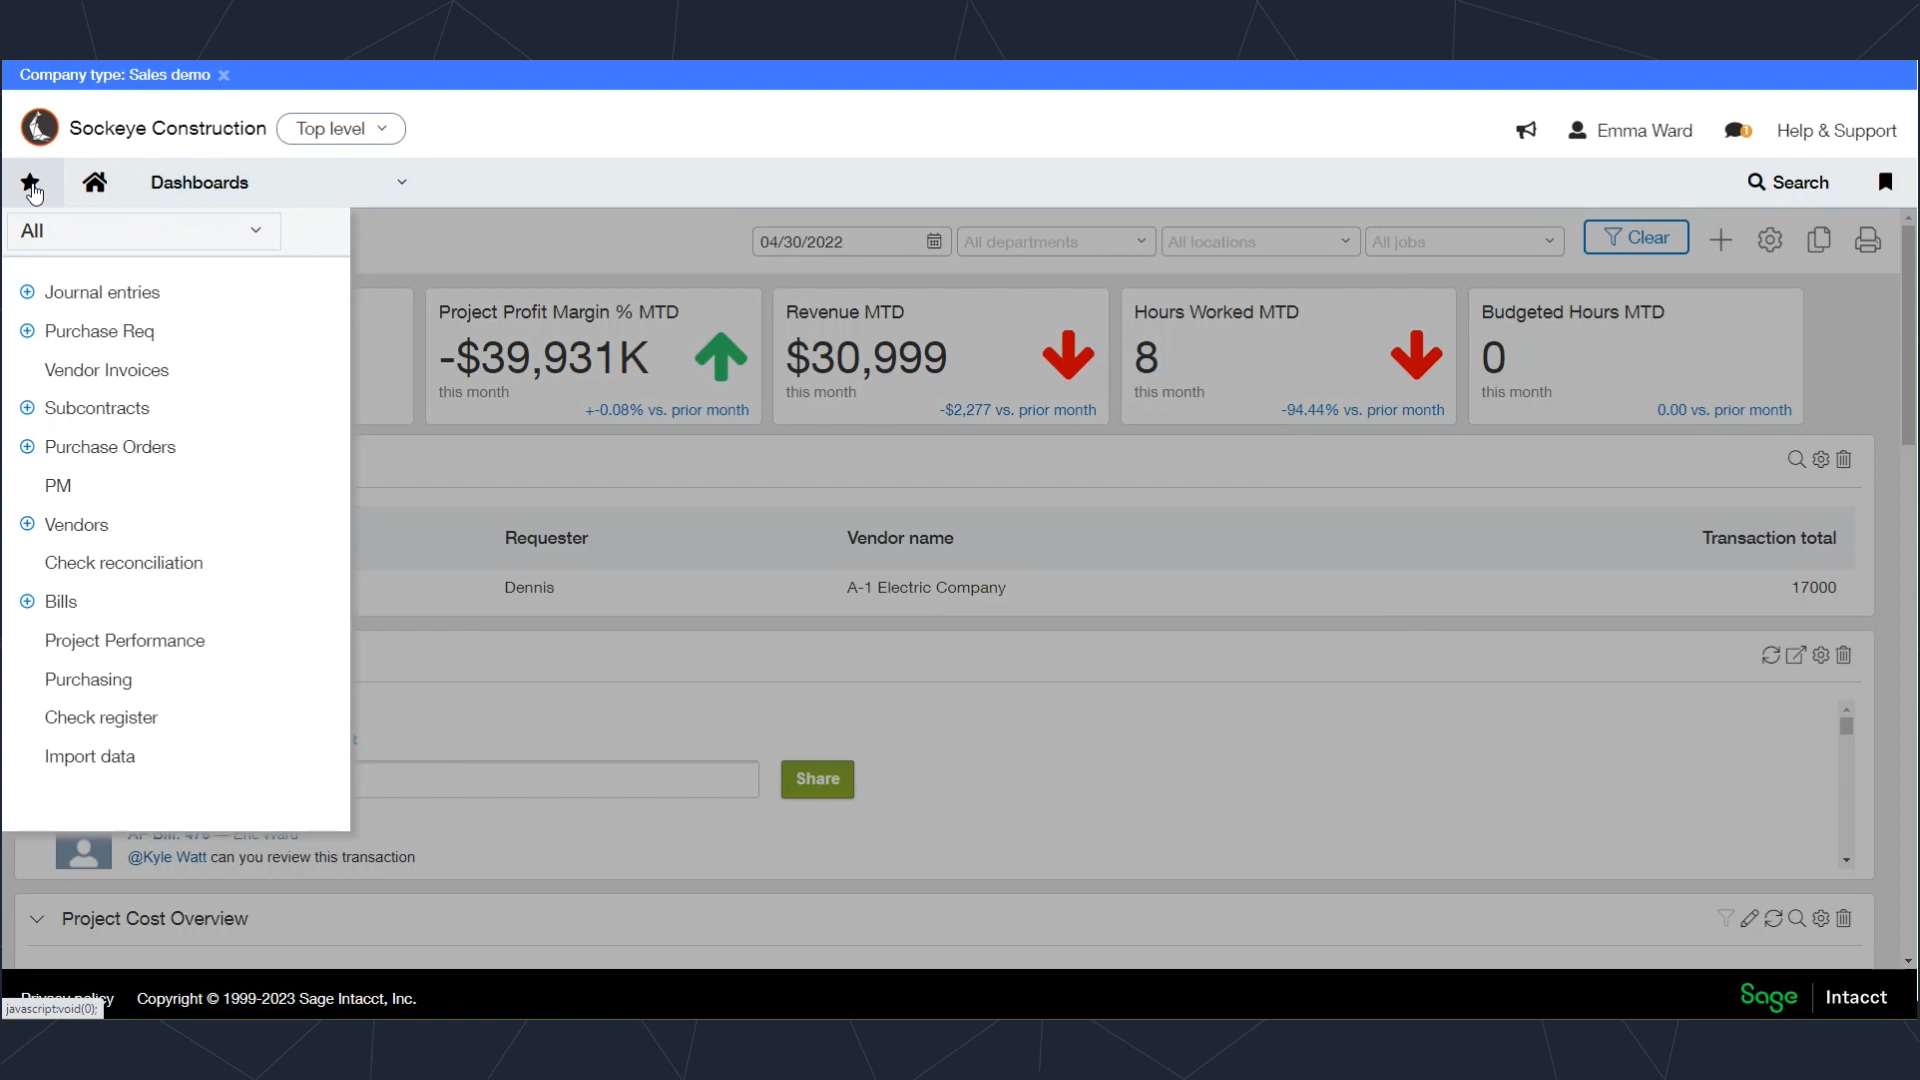 Company type: Sales demo
Sockeye Construction
Top level
Emma Ward
1
Help & Support
Dashboards
Search
All
04/30/2022
All departments
All locations
All jobs
Clear
Journal entries
Purchase Req
Vendor Invoices
Subcontracts
Purchase Orders
PM
Vendors
Check reconciliation
Bills
Project Performance
Purchasing
Check register
Import data
Project Profit Margin % MTD
-$39,931K
this month
+-0.08% vs. prior month
Revenue MTD
$30,999
this month
-$2,277 vs. prior month
Hours Worked MTD
8
this month
-94.44% vs. prior month
Budgeted Hours MTD
0
this month
0.00 vs. prior month
Requester Vendor name Transaction total
Dennis A-1 Electric Company 17000
Share
@Kyle Watt can you review this transaction
Project Cost Overview
Privacy policy
Copyright © 1999-2023 Sage Intacct, Inc.
Sage Intacct
javascript:void(0);